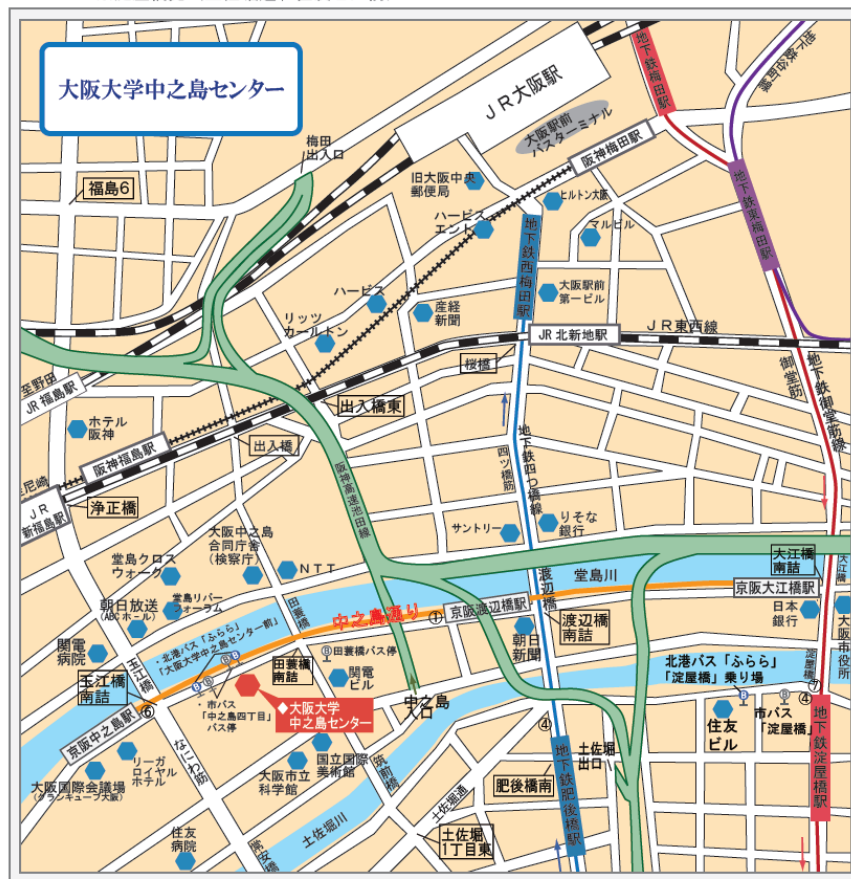 大阪大学中之島センター
JR大阪駅
地下鉄梅田駅
地下鉄谷町線
大阪駅前
バスターミナル
阪神梅田駅
梅田
出入口
福島6
旧大阪中央
郵便局
ヒルトン大阪
ハービス
エント
マルビル
地下鉄西梅田駅
地下鉄東梅田駅
大阪駅前
第一ビル
ハービス
産経
新聞
リッツ
カールトン
JR北新地駅
JR東西線
桜橋
至野田
JR福島駅
御堂筋
地下鉄御堂筋線
出入橋東
ホテル
阪神
出入橋
阪神福島駅
阪神高速池田線
四ツ橋筋
地下鉄四つ橋線
尼崎
JR
新福島駅
浄正橋
サントリー
りそな
銀行
大阪中之島
合同庁舎
(検察庁)
NTT
堂島クロス
ウォーク
堂島川
大江橋
南詰
大江橋
渡辺橋
京阪大江橋駅
堂島リバー
フォーラム
朝日放送
(ABCホール)
田蓑橋
中之島通り
①
京阪渡辺橋駅
渡辺橋
南詰
日本
銀行
大阪市役所
関電
病院
・北港バス「ふらら」
「大阪大学中之島センター前」
田蓑橋
南詰
田蓑橋バス停
朝日
新聞
北港バス「ふらら」
「淀屋橋」乗り場
淀屋橋
玉江橋
玉江橋
南詰
関電
ビル
⑥
京阪中之島駅
・市バス
「中之島四丁目」
バス停
◆大阪大学
中之島センター
中之島
入口
④
住友
ビル
市バス
「淀屋橋」
④
⑦
リーガ
ロイヤル
ホテル
なにわ筋
国立国際
美術館
大阪市立
科学館
筑前橋
土佐堀
出口
地下鉄淀屋橋駅
大阪国際会議場
(グランキューブ大阪)
地下鉄肥後橋駅
肥後橋南
土佐堀通
土佐堀川
住友
病院
常安橋
土佐堀
1丁目東